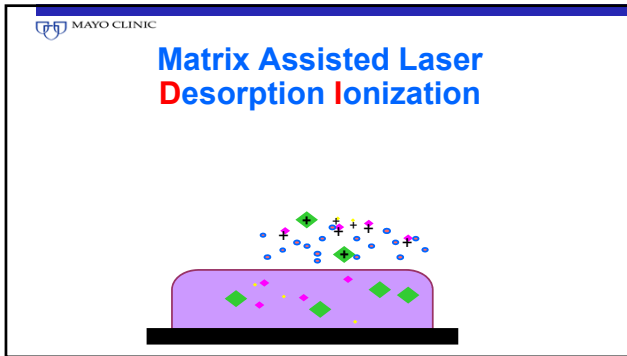 MAYO CLINIC
Matrix Assisted Laser
Desorption Ionization